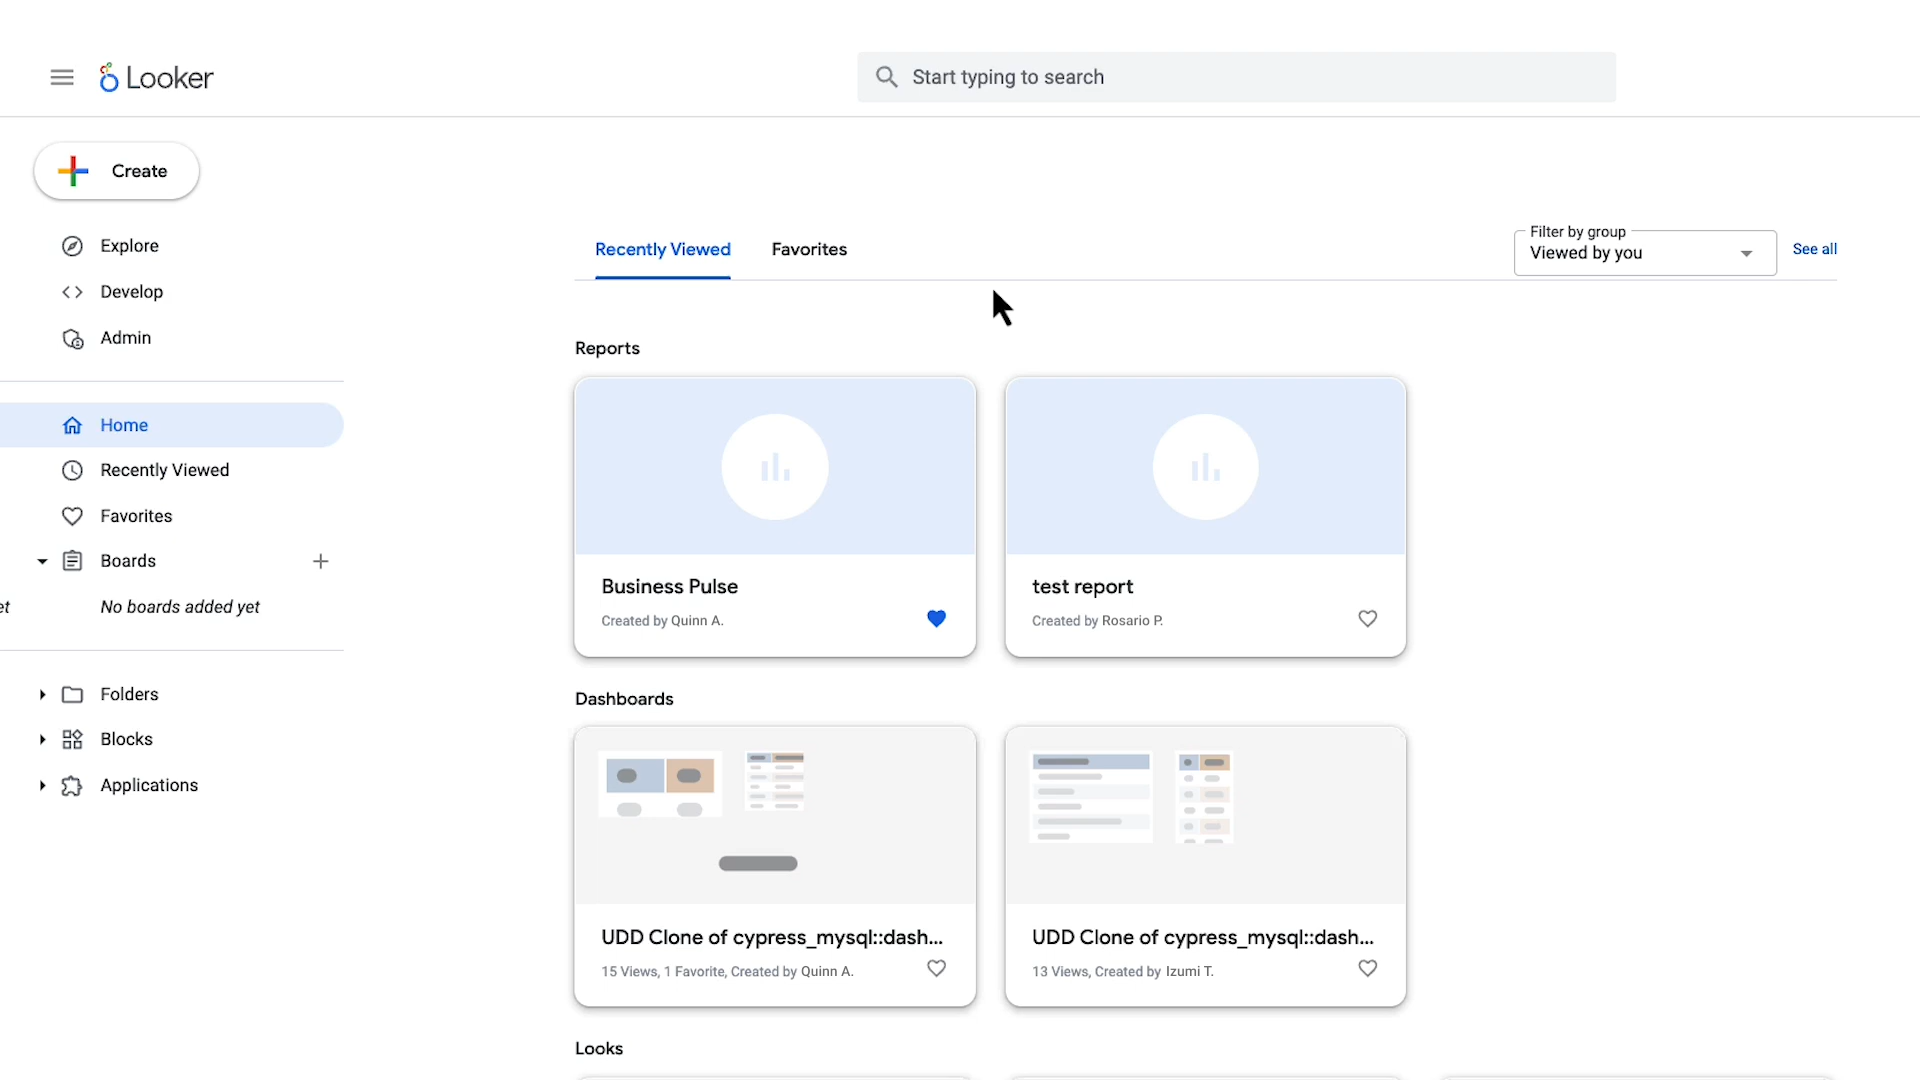 Looker
Start typing to search
Create
Explore
Develop
Admin
Home
Recently Viewed
Favorites
Boards
et
No boards added yet
Folders
Blocks
Applications
Recently Viewed
Favorites
Filter by group
Viewed by you
See all
Reports
Business Pulse
Created by Quinn A.
test report
Created by Rosario P.
Dashboards
UDD Clone of cypress_mysql::dash...
15 Views, 1 Favorite, Created by Quinn A.
UDD Clone of cypress_mysql::dash...
13 Views, Created by Izumi T.
Looks